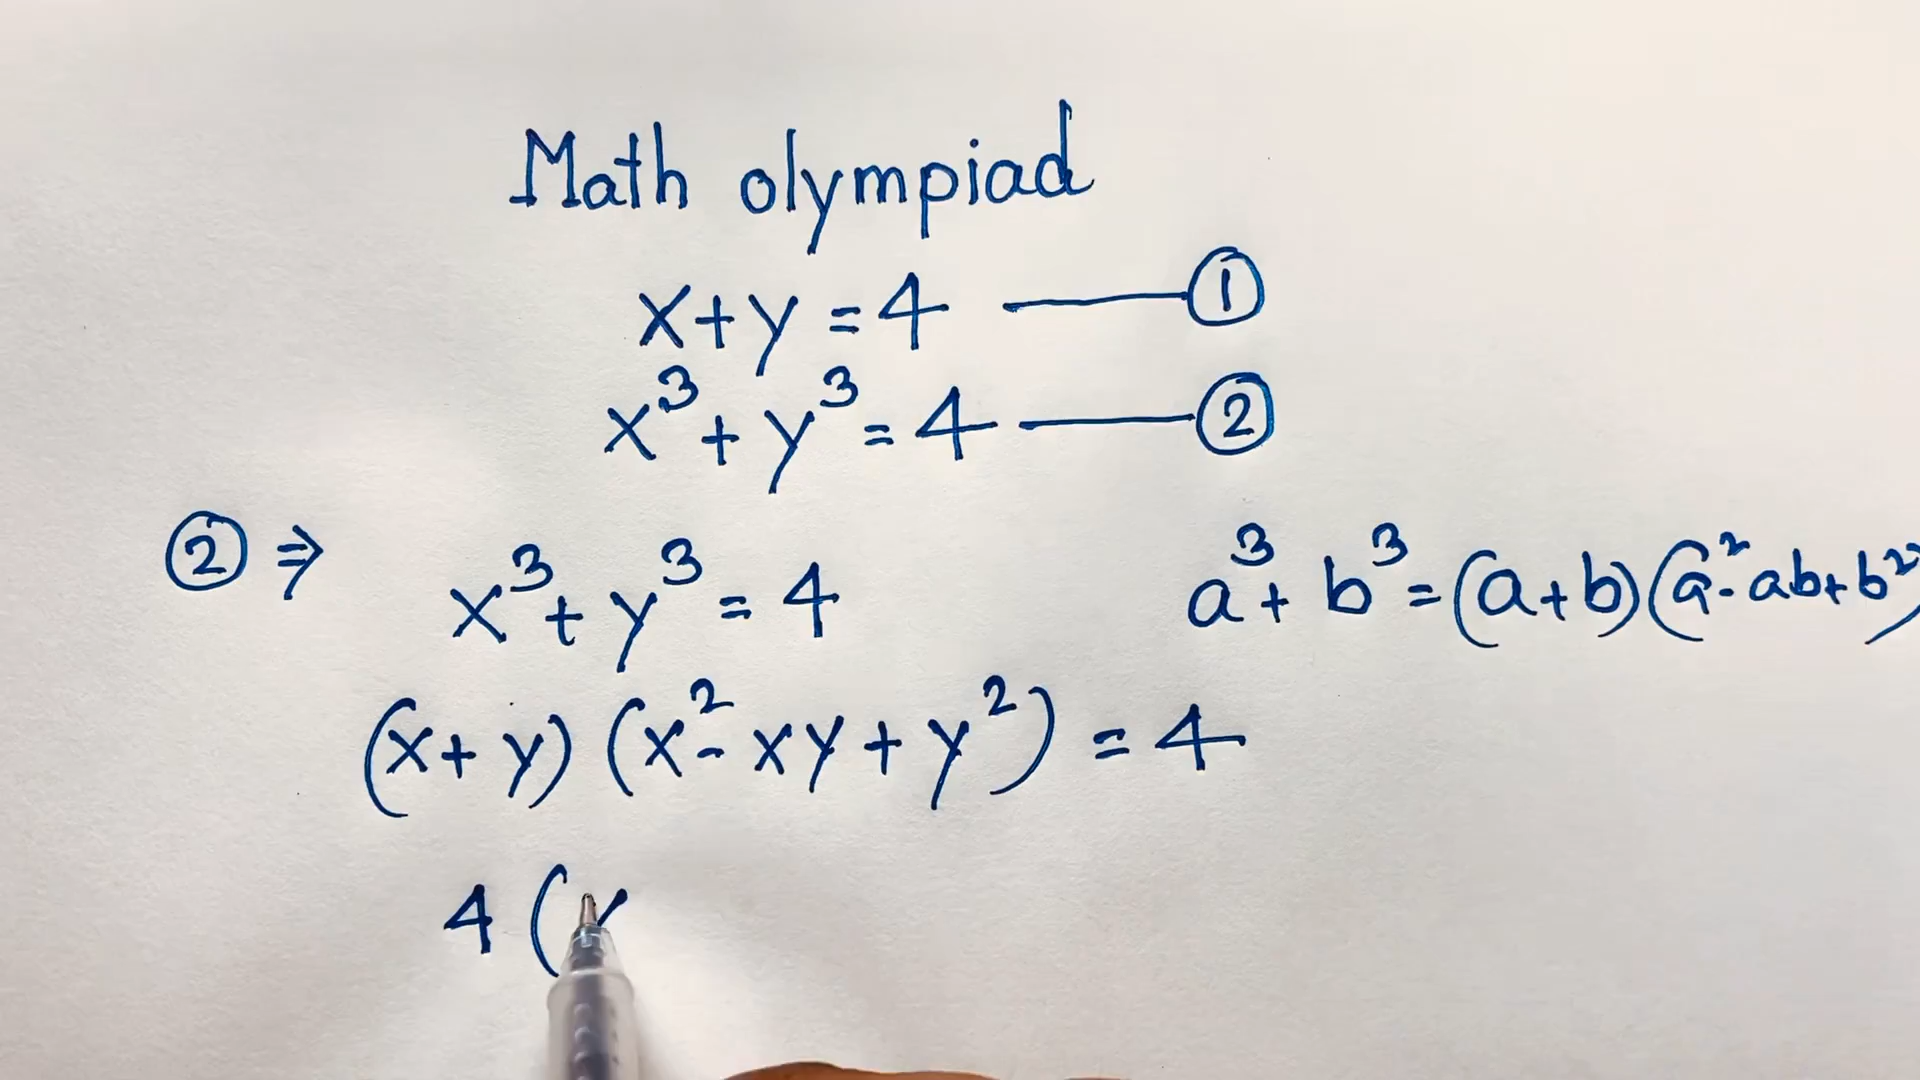 Math olympiad
x+y=4 —— ①
x³+y³=4 —— ②
② ⇒ x³+y³=4
a³+b³=(a+b)(a²-ab+b²)
(x+y)(x²-xy+y²)=4
4(